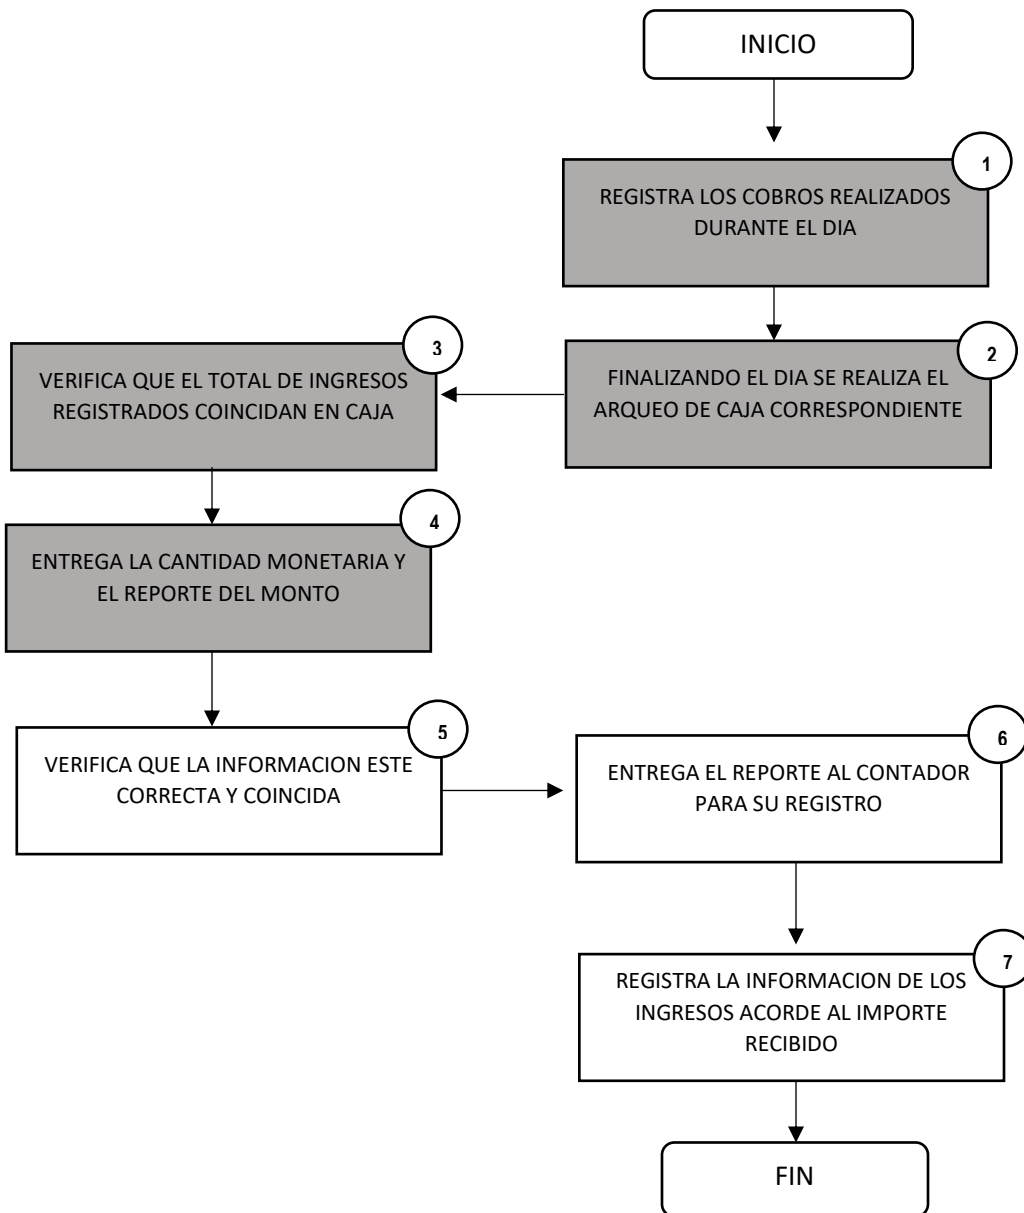 INICIO
1
REGISTRA LOS COBROS REALIZADOS
DURANTE EL DIA
2
FINALIZANDO EL DIA SE REALIZA EL
ARQUEO DE CAJA CORRESPONDIENTE
3
VERIFICA QUE EL TOTAL DE INGRESOS
REGISTRADOS COINCIDAN EN CAJA
4
ENTREGA LA CANTIDAD MONETARIA Y
EL REPORTE DEL MONTO
5
VERIFICA QUE LA INFORMACION ESTE
CORRECTA Y COINCIDA
6
ENTREGA EL REPORTE AL CONTADOR
PARA SU REGISTRO
7
REGISTRA LA INFORMACION DE LOS
INGRESOS ACORDE AL IMPORTE
RECIBIDO
FIN